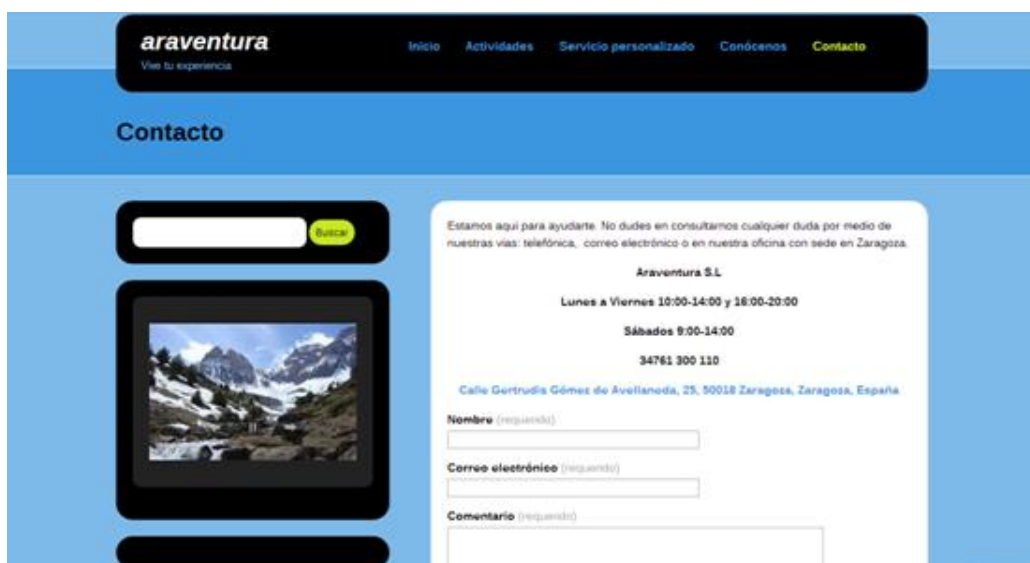 araventura
Vive tu experiencia
Inicio Actividades Servicio personalizado Conócenos Contacto
Contacto
Buscar
Estamos aquí para ayudarte. No dudes en consultarnos cualquier duda por medio de
nuestras vías: telefónica, correo electrónico o en nuestra oficina con sede en Zaragoza.
Araventura S.L
Lunes a Viernes 10:00-14:00 y 16:00-20:00
Sábados 9:00-14:00
34761 300 110
Calle Gertrudis Gómez de Avellaneda, 25, 50018 Zaragoza, Zaragoza, España
Nombre (requerido)
Correo electrónico (requerido)
Comentario (requerido)